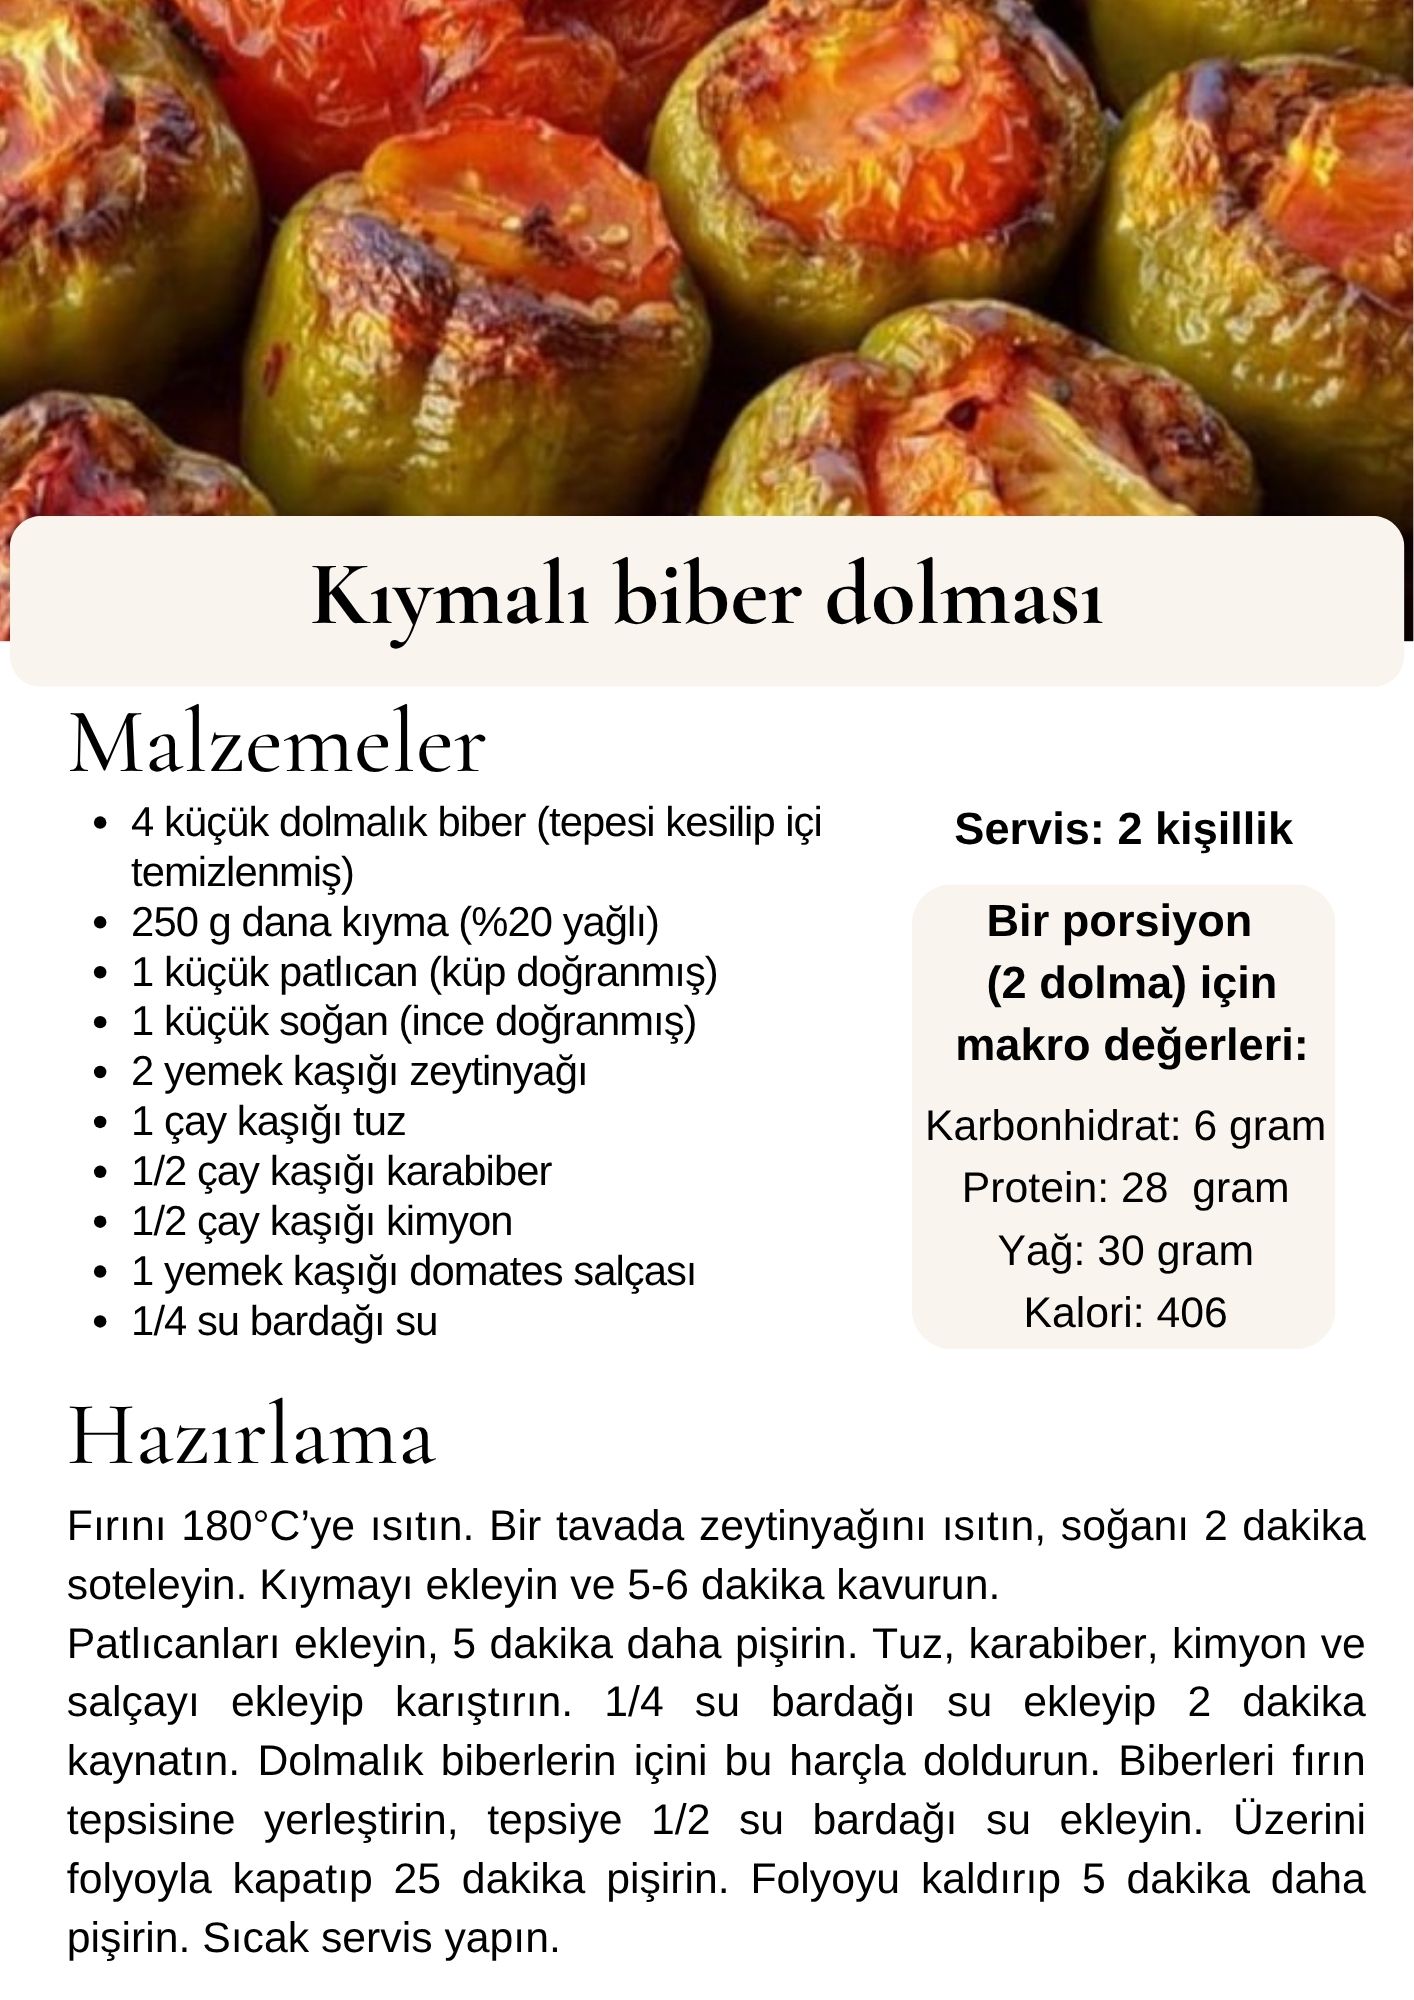 Kıymalı biber dolması
Malzemeler
• 4 küçük dolmalık biber (tepesi kesilip içi
temizlenmiş)
• 250 g dana kıyma (%20 yağlı)
• 1 küçük patlıcan (küp doğranmış)
• 1 küçük soğan (ince doğranmış)
• 2 yemek kaşığı zeytinyağı
• 1 çay kaşığı tuz
• 1/2 çay kaşığı karabiber
• 1/2 çay kaşığı kimyon
• 1 yemek kaşığı domates salçası
• 1/4 su bardağı su
Servis: 2 kişillik
Bir porsiyon
(2 dolma) için
makro değerleri:
Karbonhidrat: 6 gram
Protein: 28  gram
Yağ: 30 gram
Kalori: 406
Hazırlama
Fırını 180°C’ye ısıtın. Bir tavada zeytinyağını ısıtın, soğanı 2 dakika
soteleyin. Kıymayı ekleyin ve 5-6 dakika kavurun.
Patlıcanları ekleyin, 5 dakika daha pişirin. Tuz, karabiber, kimyon ve
salçayı ekleyip karıştırın. 1/4 su bardağı su ekleyip 2 dakika
kaynatın. Dolmalık biberlerin içini bu harçla doldurun. Biberleri fırın
tepsisine yerleştirin, tepsiye 1/2 su bardağı su ekleyin. Üzerini
folyoyla kapatıp 25 dakika pişirin. Folyoyu kaldırıp 5 dakika daha
pişirin. Sıcak servis yapın.